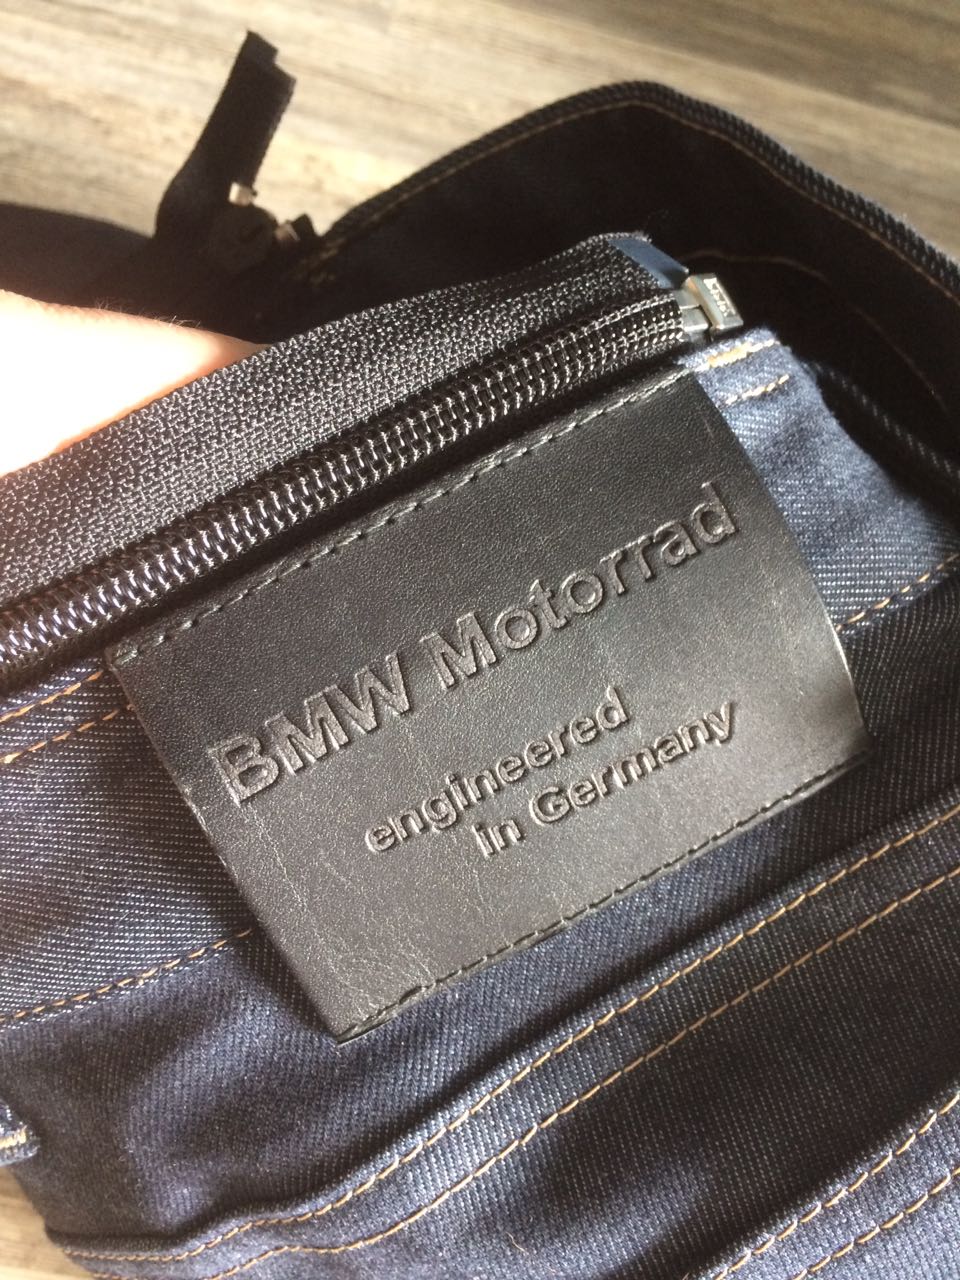 BMW Motorrad
engineered
in Germany